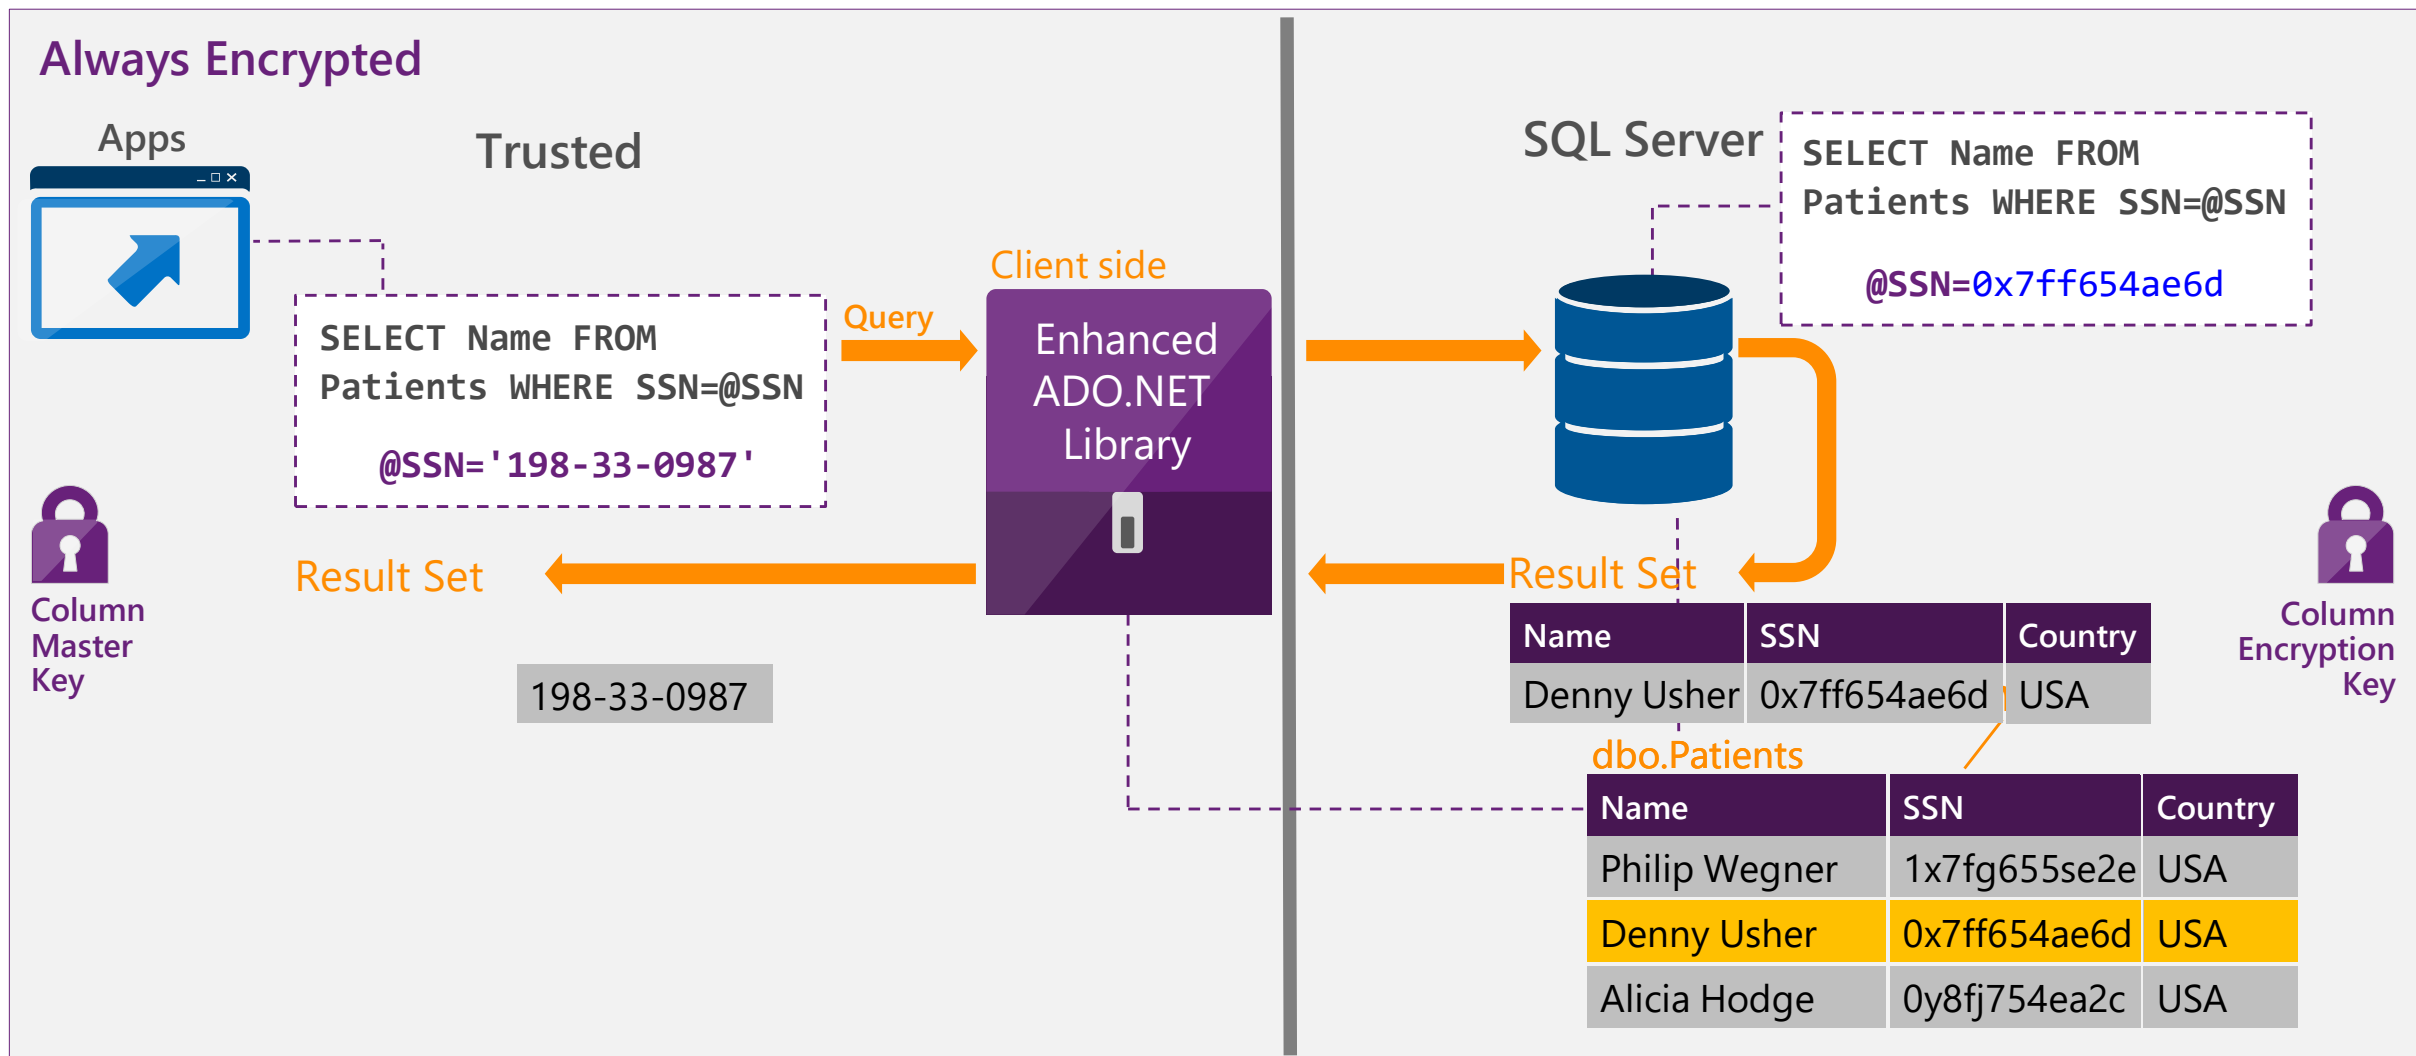 Always Encrypted
Apps
Trusted
SELECT Name FROM
Patients WHERE SSN=@SSN
@SSN='198-33-0987'
Query
Client side
Enhanced
ADO.NET
Library
Result Set
198-33-0987
Column
Master
Key
SQL Server
SELECT Name FROM
Patients WHERE SSN=@SSN
@SSN=0x7ff654ae6d
Result Set
Name SSN Country
Denny Usher 0x7ff654ae6d USA
dbo.Patients
Name SSN Country
Philip Wegner 1x7fg655se2e USA
Denny Usher 0x7ff654ae6d USA
Alicia Hodge 0y8fj754ea2c USA
Column
Encryption
Key